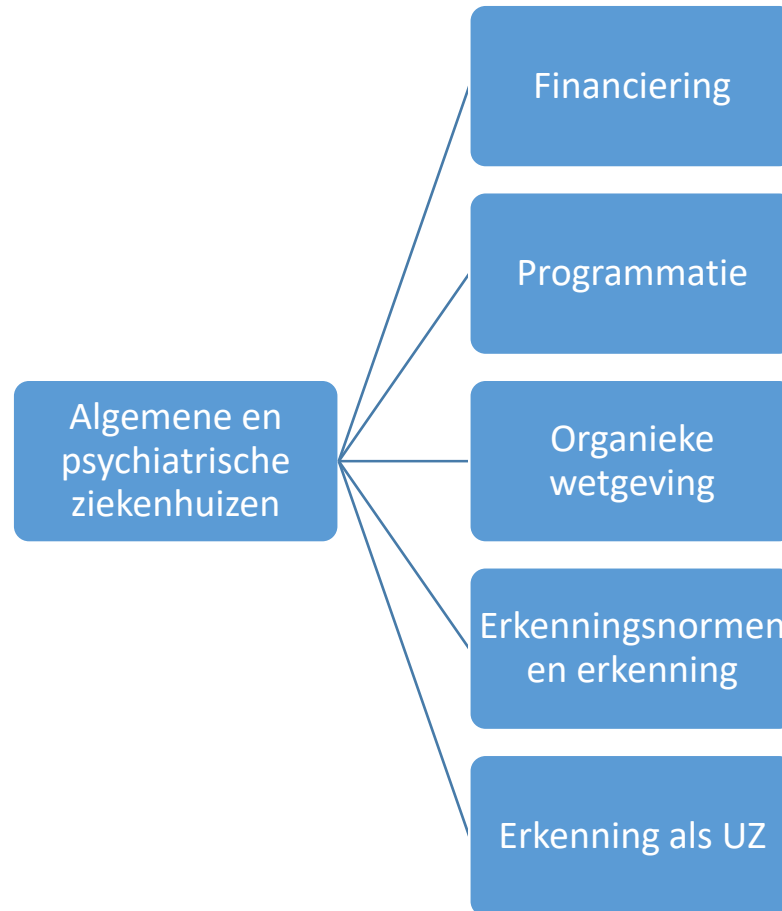 Financiering
Programmatie
Algemene en
psychiatrische
ziekenhuizen
Organieke
wetgeving
Erkenningsnormen
en erkenning
Erkenning als UZ